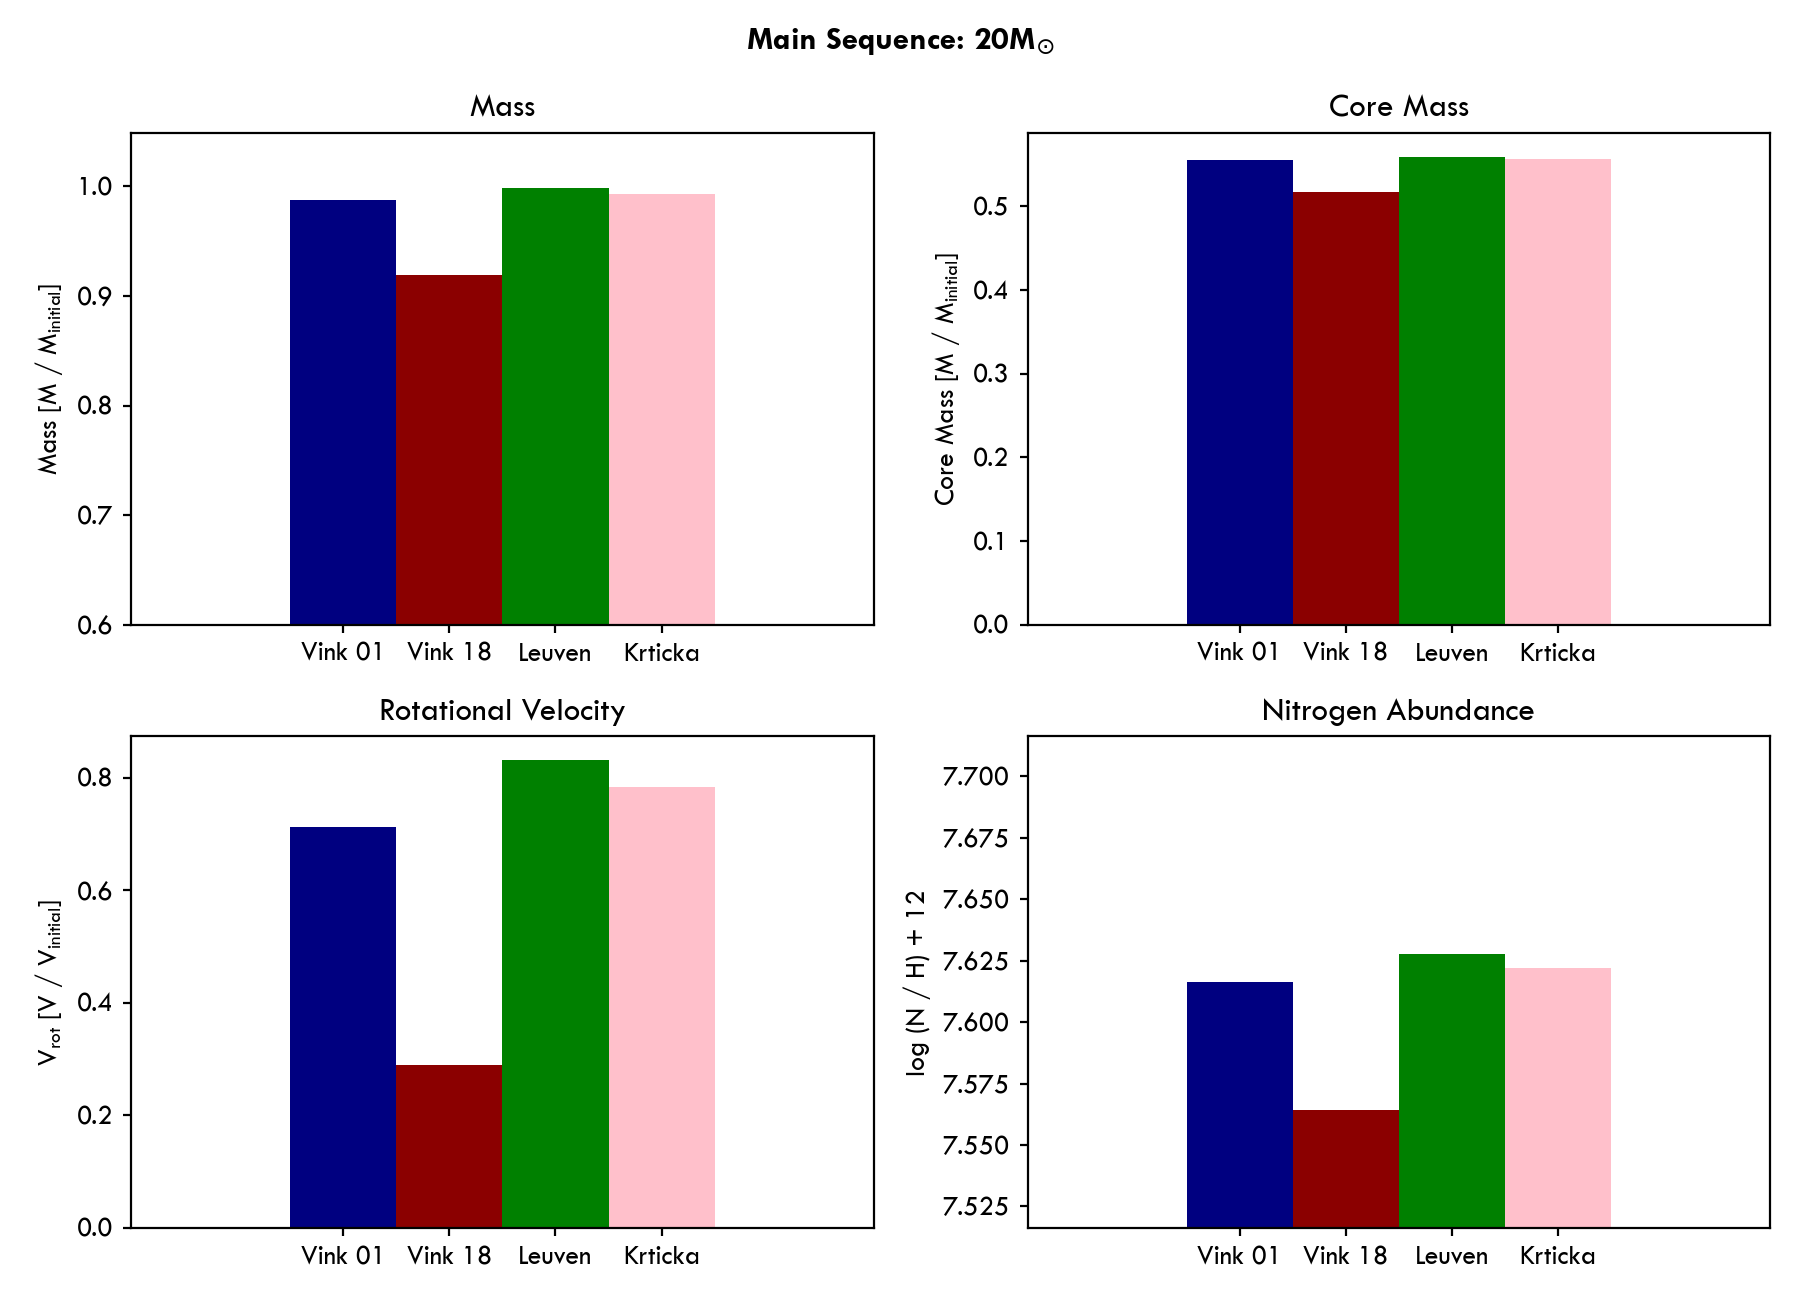 Main Sequence: 20M☉
Mass
Mass [M / Minitial]
1.0
0.9
0.8
0.7
0.6
Vink 01 Vink 18 Leuven Krticka
Core Mass
Core Mass [M / Minitial]
0.5
0.4
0.3
0.2
0.1
0.0
Vink 01 Vink 18 Leuven Krticka
Rotational Velocity
Vrot [V / Vinitial]
0.8
0.6
0.4
0.2
0.0
Vink 01 Vink 18 Leuven Krticka
Nitrogen Abundance
log (N / H) + 12
7.700
7.675
7.650
7.625
7.600
7.575
7.550
7.525
Vink 01 Vink 18 Leuven Krticka